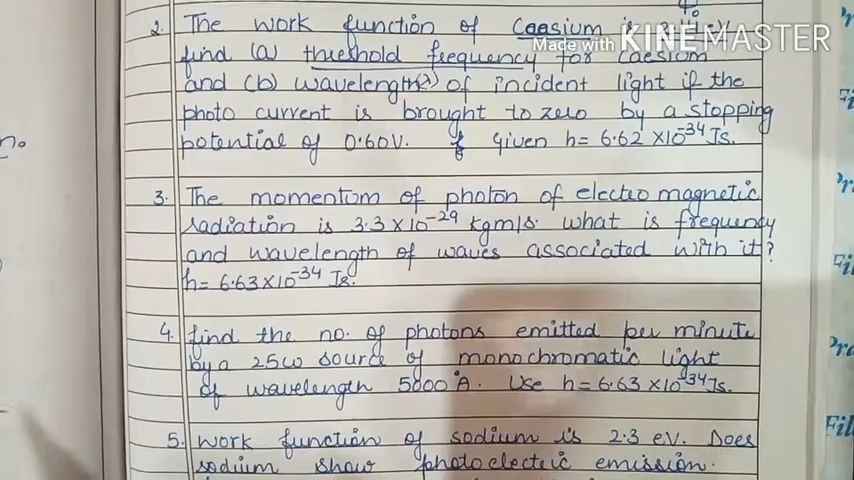 2. The work function of Caesium is
Made with KINEMASTER
find (a) threshold frequency for Caesium
and (b) wavelength(λ) of incident light if the
photo current is brought to zero by a stopping
potential of 0.60V. Given h = 6.62 × 10⁻³⁴ Js.
no.
3. The momentum of photon of electro magnetic
radiation is 3.3 × 10⁻²⁹ kgm/s. what is frequency
and wavelength of waves associated with it?
h = 6.63 × 10⁻³⁴ Js.
4. find the no. of photons emitted per minute
by a 25w source of monochromatic light
of wavelength 5000 Å. Use h = 6.63 × 10⁻³⁴ Js.
5. Work function of sodium is 2.3 eV. Does
sodium show photoelectric emission.